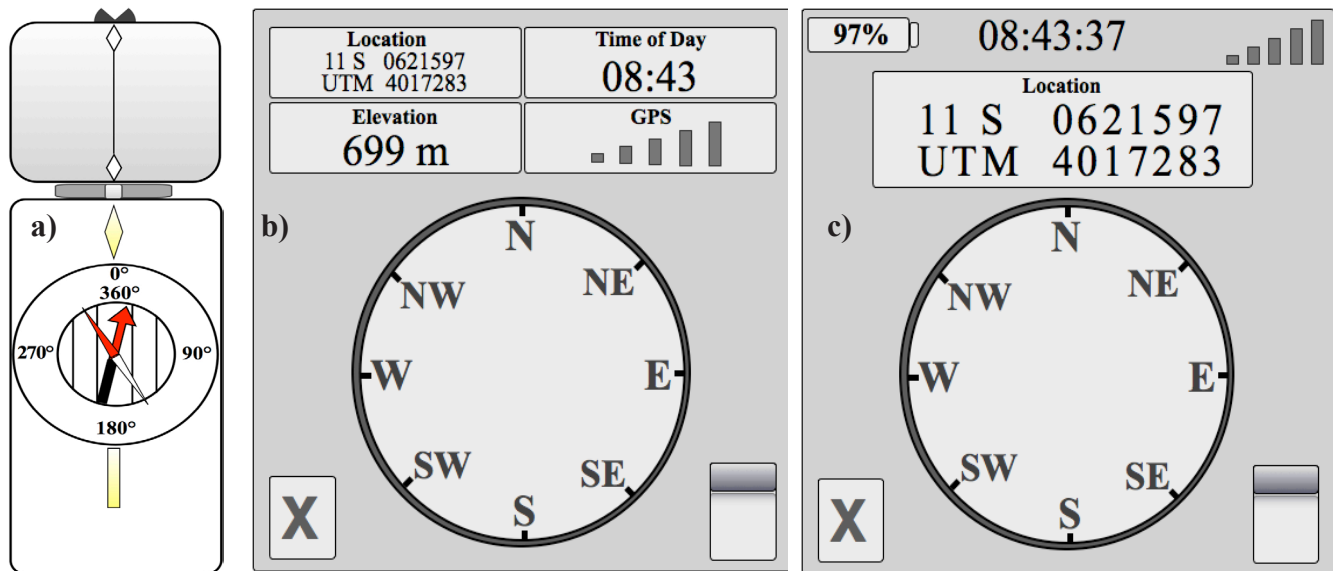 a)
0°
360°
270°
90°
180°
b)
Location
11 S 0621597
UTM 4017283
Time of Day
08:43
Elevation
699 m
GPS
N
NE
E
SE
S
SW
W
NW
X
c)
97%
08:43:37
Location
11 S 0621597
UTM 4017283
N
NE
E
SE
S
SW
W
NW
X